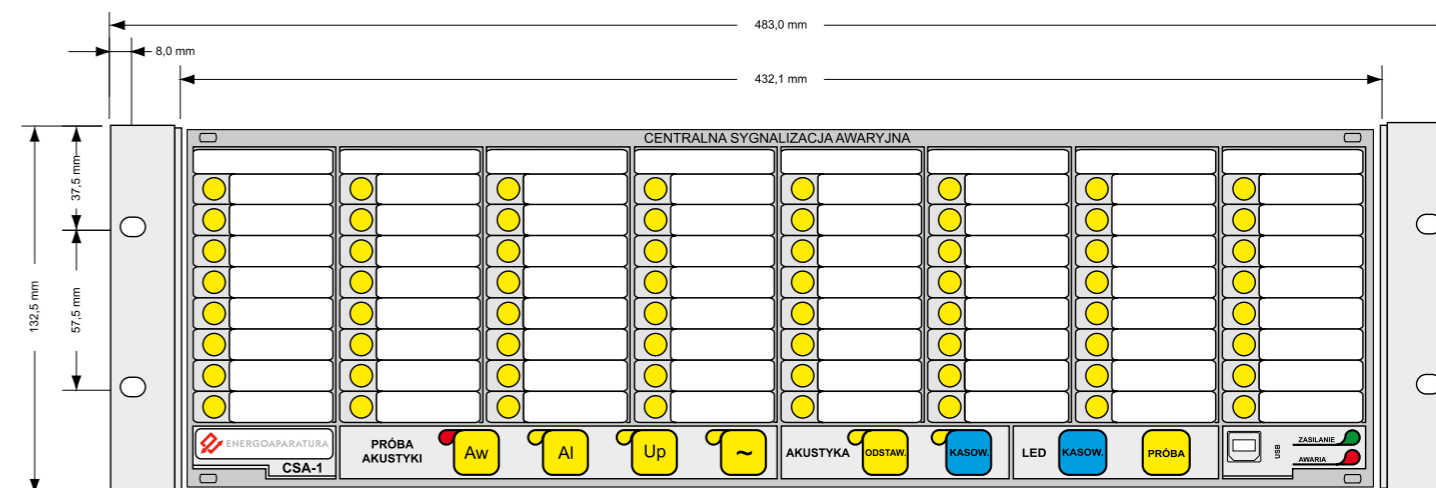 483,0 mm
8,0 mm
432,1 mm
132,5 mm
37,5 mm
57,5 mm
CENTRALNA SYGNALIZACJA AWARYJNA
ENERGOAPARATURA
CSA-1
PRÓBA
AKUSTYKI
Aw
Al
Up
~
AKUSTYKA
ODSTAW.
KASOW.
LED
KASOW.
PRÓBA
USB
ZASILANIE
AWARIA